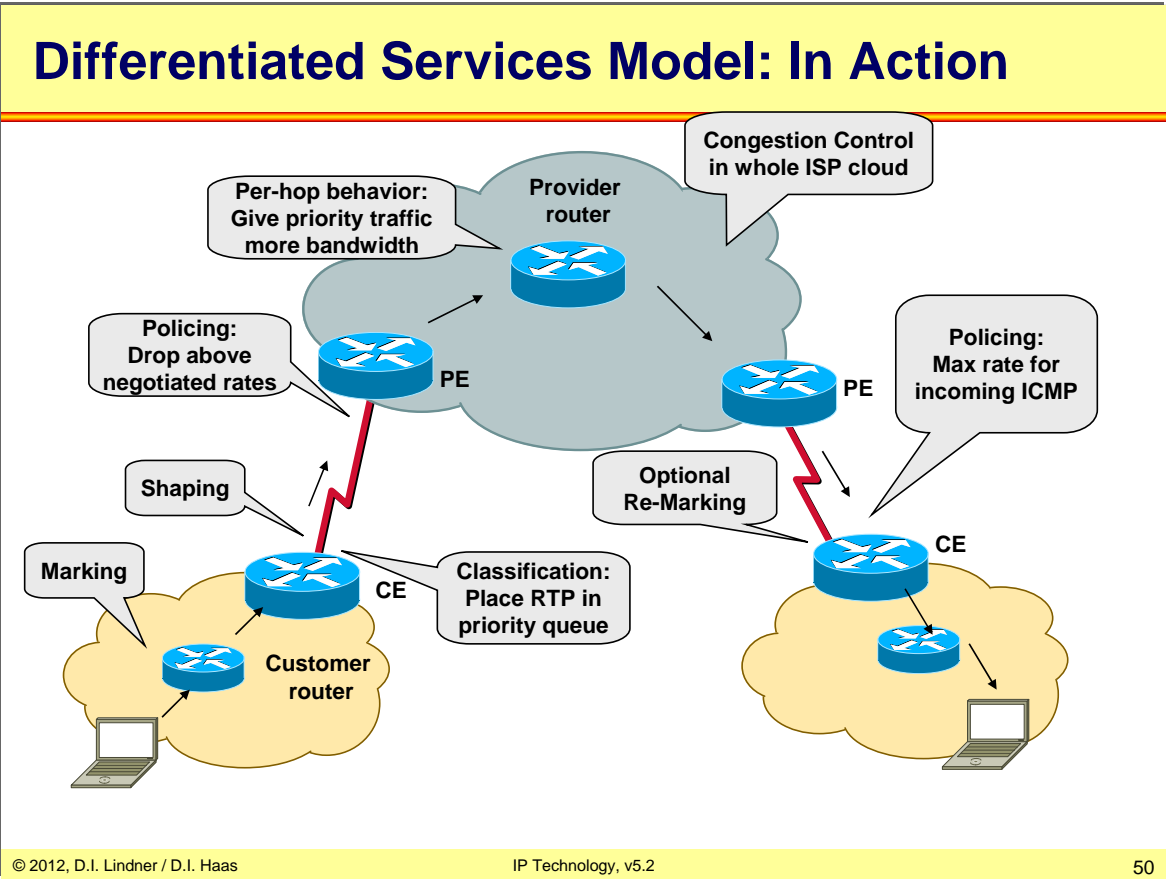 Differentiated Services Model: In Action
Congestion Control
in whole ISP cloud
Per-hop behavior:
Give priority traffic
more bandwidth
Provider
router
Policing:
Drop above
negotiated rates
PE
PE
Policing:
Max rate for
incoming ICMP
Shaping
Optional
Re-Marking
Marking
CE
Classification:
Place RTP in
priority queue
CE
Customer
router
© 2012, D.I. Lindner / D.I. Haas
IP Technology, v5.2
50